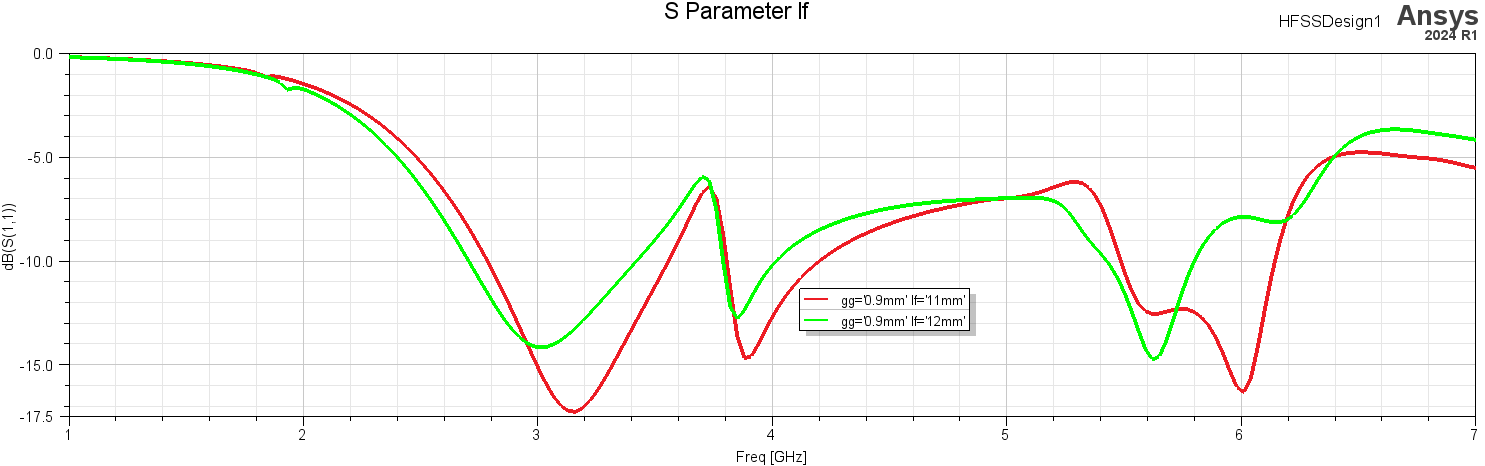 S Parameter lf
HFSSDesign1
Ansys
2024 R1
0.0
-5.0
-10.0
-15.0
-17.5
dB(S(1,1))
gg='0.9mm' lf='11mm'
gg='0.9mm' lf='12mm'
1 2 3 4 5 6 7
Freq [GHz]